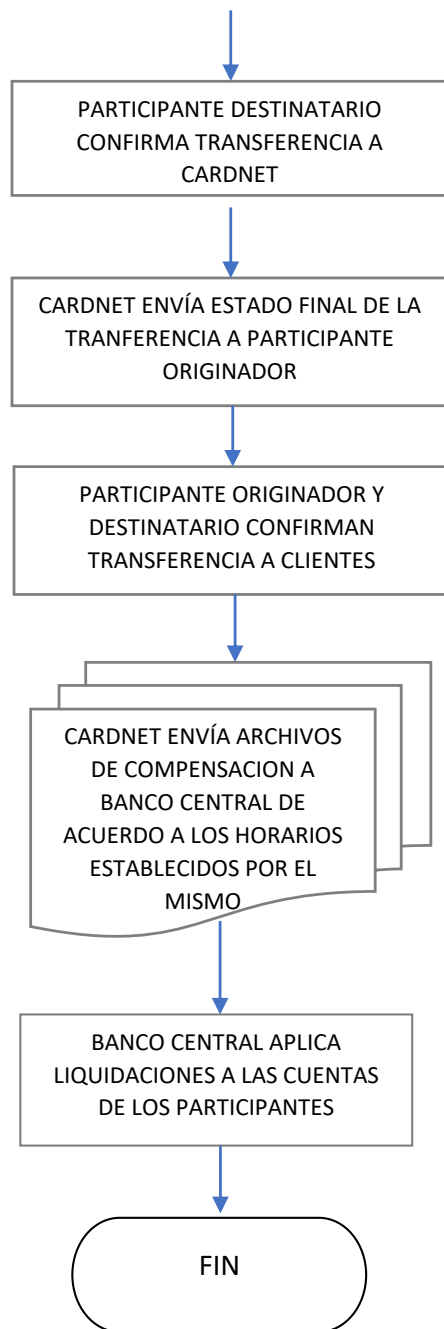 PARTICIPANTE DESTINATARIO
CONFIRMA TRANSFERENCIA A
CARDNET
CARDNET ENVÍA ESTADO FINAL DE LA
TRANFERENCIA A PARTICIPANTE
ORIGINADOR
PARTICIPANTE ORIGINADOR Y
DESTINATARIO CONFIRMAN
TRANSFERENCIA A CLIENTES
CARDNET ENVÍA ARCHIVOS
DE COMPENSACION A
BANCO CENTRAL DE
ACUERDO A LOS HORARIOS
ESTABLECIDOS POR EL
MISMO
BANCO CENTRAL APLICA
LIQUIDACIONES A LAS CUENTAS
DE LOS PARTICIPANTES
FIN